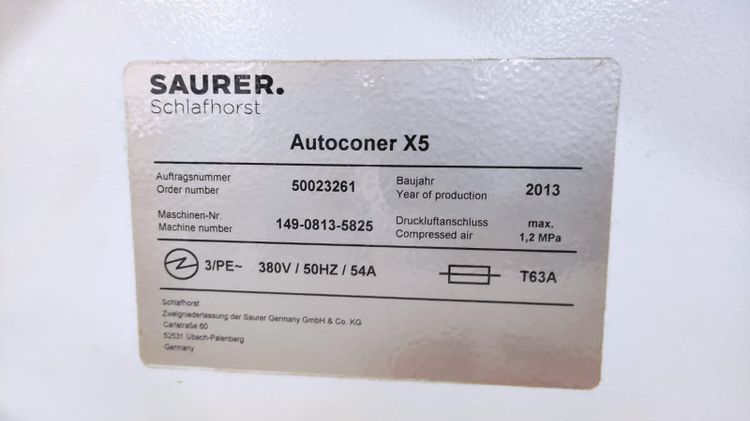 SAURER.
Schlafhorst
Autoconer X5
Auftragsnummer
Order number
50023261
Baujahr
Year of production
2013
Maschinen-Nr.
Machine number
149-0813-5825
Druckluftanschluss
Compressed air
max.
1,2 MPa
3/PE~ 380V / 50HZ / 54A T63A
Schlafhorst
Zweigniederlassung der Saurer Germany GmbH & Co. KG
Carlstraße 60
52531 Übach-Palenberg
Germany